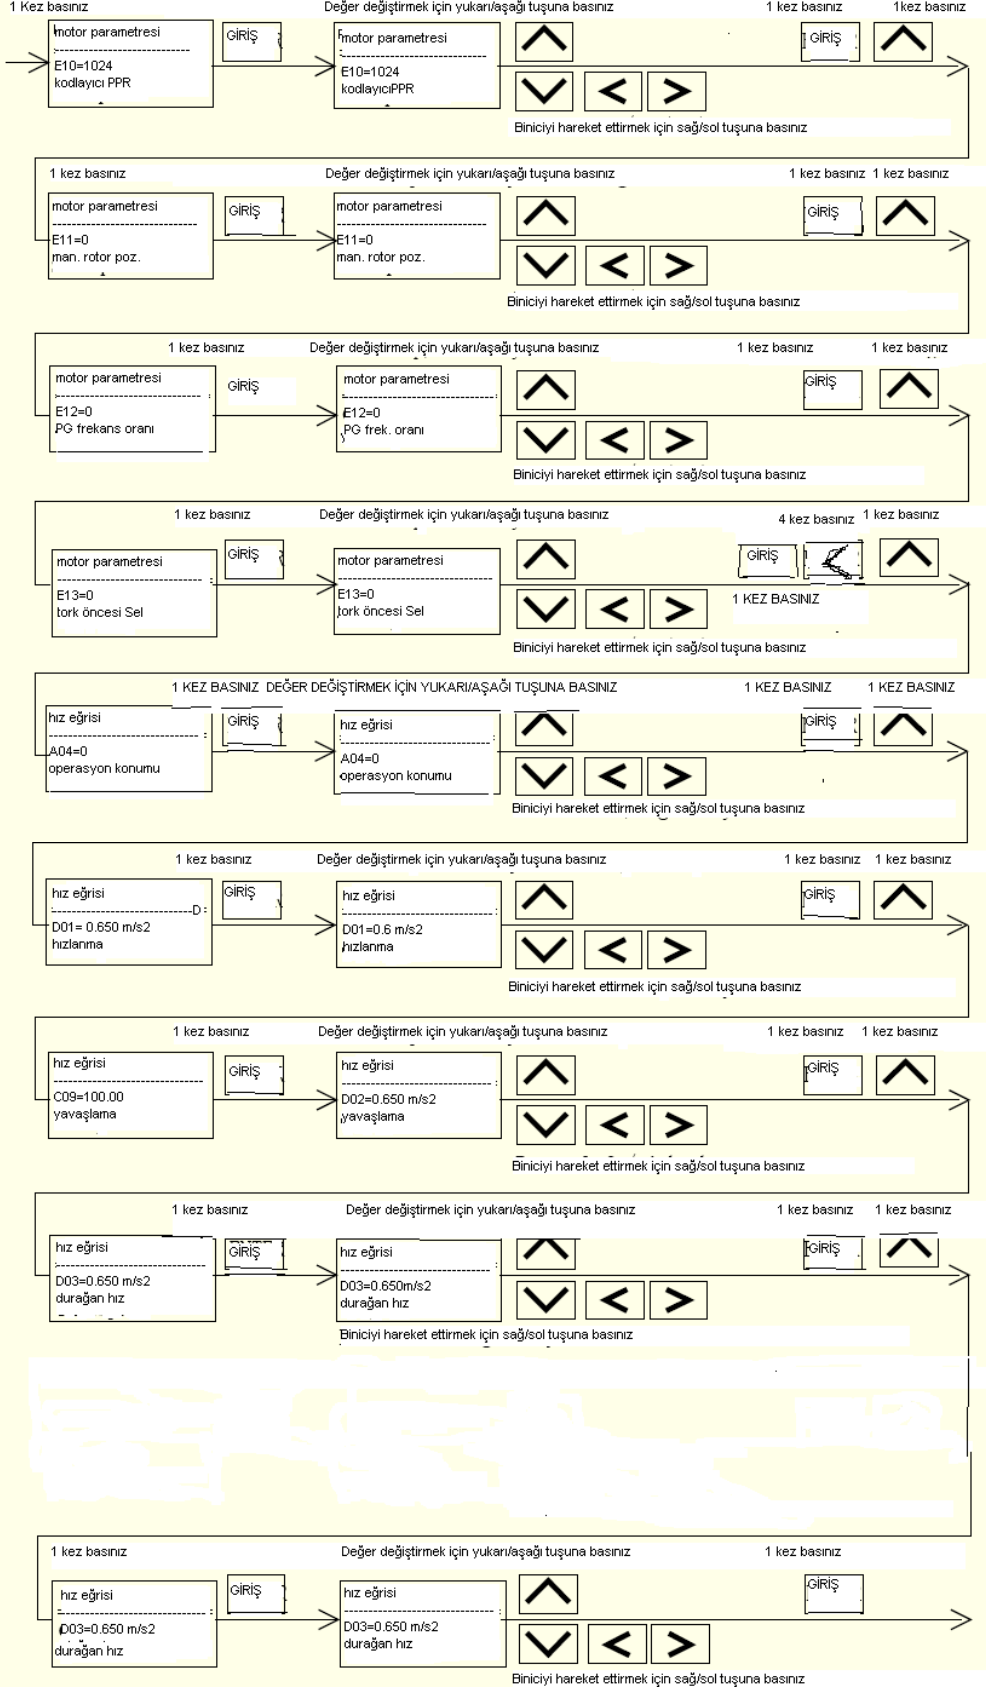 1 Kez basınız Değer değiştirmek için yukarı/aşağı tuşuna basınız 1 kez basınız 1kez basınız
motor parametresi GİRİŞ motor parametresi GİRİŞ
E10=1024 E10=1024
kodlayıcı PPR kodlayıcıPPR
Biniciyi hareket ettirmek için sağ/sol tuşuna basınız
1 kez basınız Değer değiştirmek için yukarı/aşağı tuşuna basınız 1 kez basınız 1 kez basınız
motor parametresi GİRİŞ motor parametresi GİRİŞ
E11=0 E11=0
man. rotor poz. man. rotor poz.
Biniciyi hareket ettirmek için sağ/sol tuşuna basınız
1 kez basınız Değer değiştirmek için yukarı/aşağı tuşuna basınız 1 kez basınız 1 kez basınız
motor parametresi GİRİŞ motor parametresi GİRİŞ
E12=0 E12=0
PG frekans oranı PG frek. oranı
Biniciyi hareket ettirmek için sağ/sol tuşuna basınız
1 kez basınız Değer değiştirmek için yukarı/aşağı tuşuna basınız 4 kez basınız 1 kez basınız
motor parametresi GİRİŞ motor parametresi GİRİŞ
E13=0 E13=0
tork öncesi Sel tork öncesi Sel
1 KEZ BASINIZ
Biniciyi hareket ettirmek için sağ/sol tuşuna basınız
1 KEZ BASINIZ DEĞER DEĞİŞTİRMEK İÇİN YUKARI/AŞAĞI TUŞUNA BASINIZ 1 KEZ BASINIZ 1 KEZ BASINIZ
hız eğrisi GİRİŞ hız eğrisi GİRİŞ
A04=0 A04=0
operasyon konumu operasyon konumu
Biniciyi hareket ettirmek için sağ/sol tuşuna basınız
1 kez basınız Değer değiştirmek için yukarı/aşağı tuşuna basınız 1 kez basınız 1 kez basınız
hız eğrisi GİRİŞ hız eğrisi GİRİŞ
D
D01= 0.650 m/s2 D01=0.6 m/s2
hızlanma hızlanma
Biniciyi hareket ettirmek için sağ/sol tuşuna basınız
1 kez basınız Değer değiştirmek için yukarı/aşağı tuşuna basınız 1 kez basınız 1 kez basınız
hız eğrisi GİRİŞ hız eğrisi GİRİŞ
C09=100.00 D02=0.650 m/s2
yavaşlama yavaşlama
Biniciyi hareket ettirmek için sağ/sol tuşuna basınız
1 kez basınız Değer değiştirmek için yukarı/aşağı tuşuna basınız 1 kez basınız 1 kez basınız
hız eğrisi GİRİŞ hız eğrisi GİRİŞ
D03=0.650 m/s2 D03=0.650m/s2
durağan hız durağan hız
Biniciyi hareket ettirmek için sağ/sol tuşuna basınız
1 kez basınız Değer değiştirmek için yukarı/aşağı tuşuna basınız 1 kez basınız
hız eğrisi GİRİŞ hız eğrisi GİRİŞ
D03=0.650 m/s2 D03=0.650 m/s2
durağan hız durağan hız
Biniciyi hareket ettirmek için sağ/sol tuşuna basınız